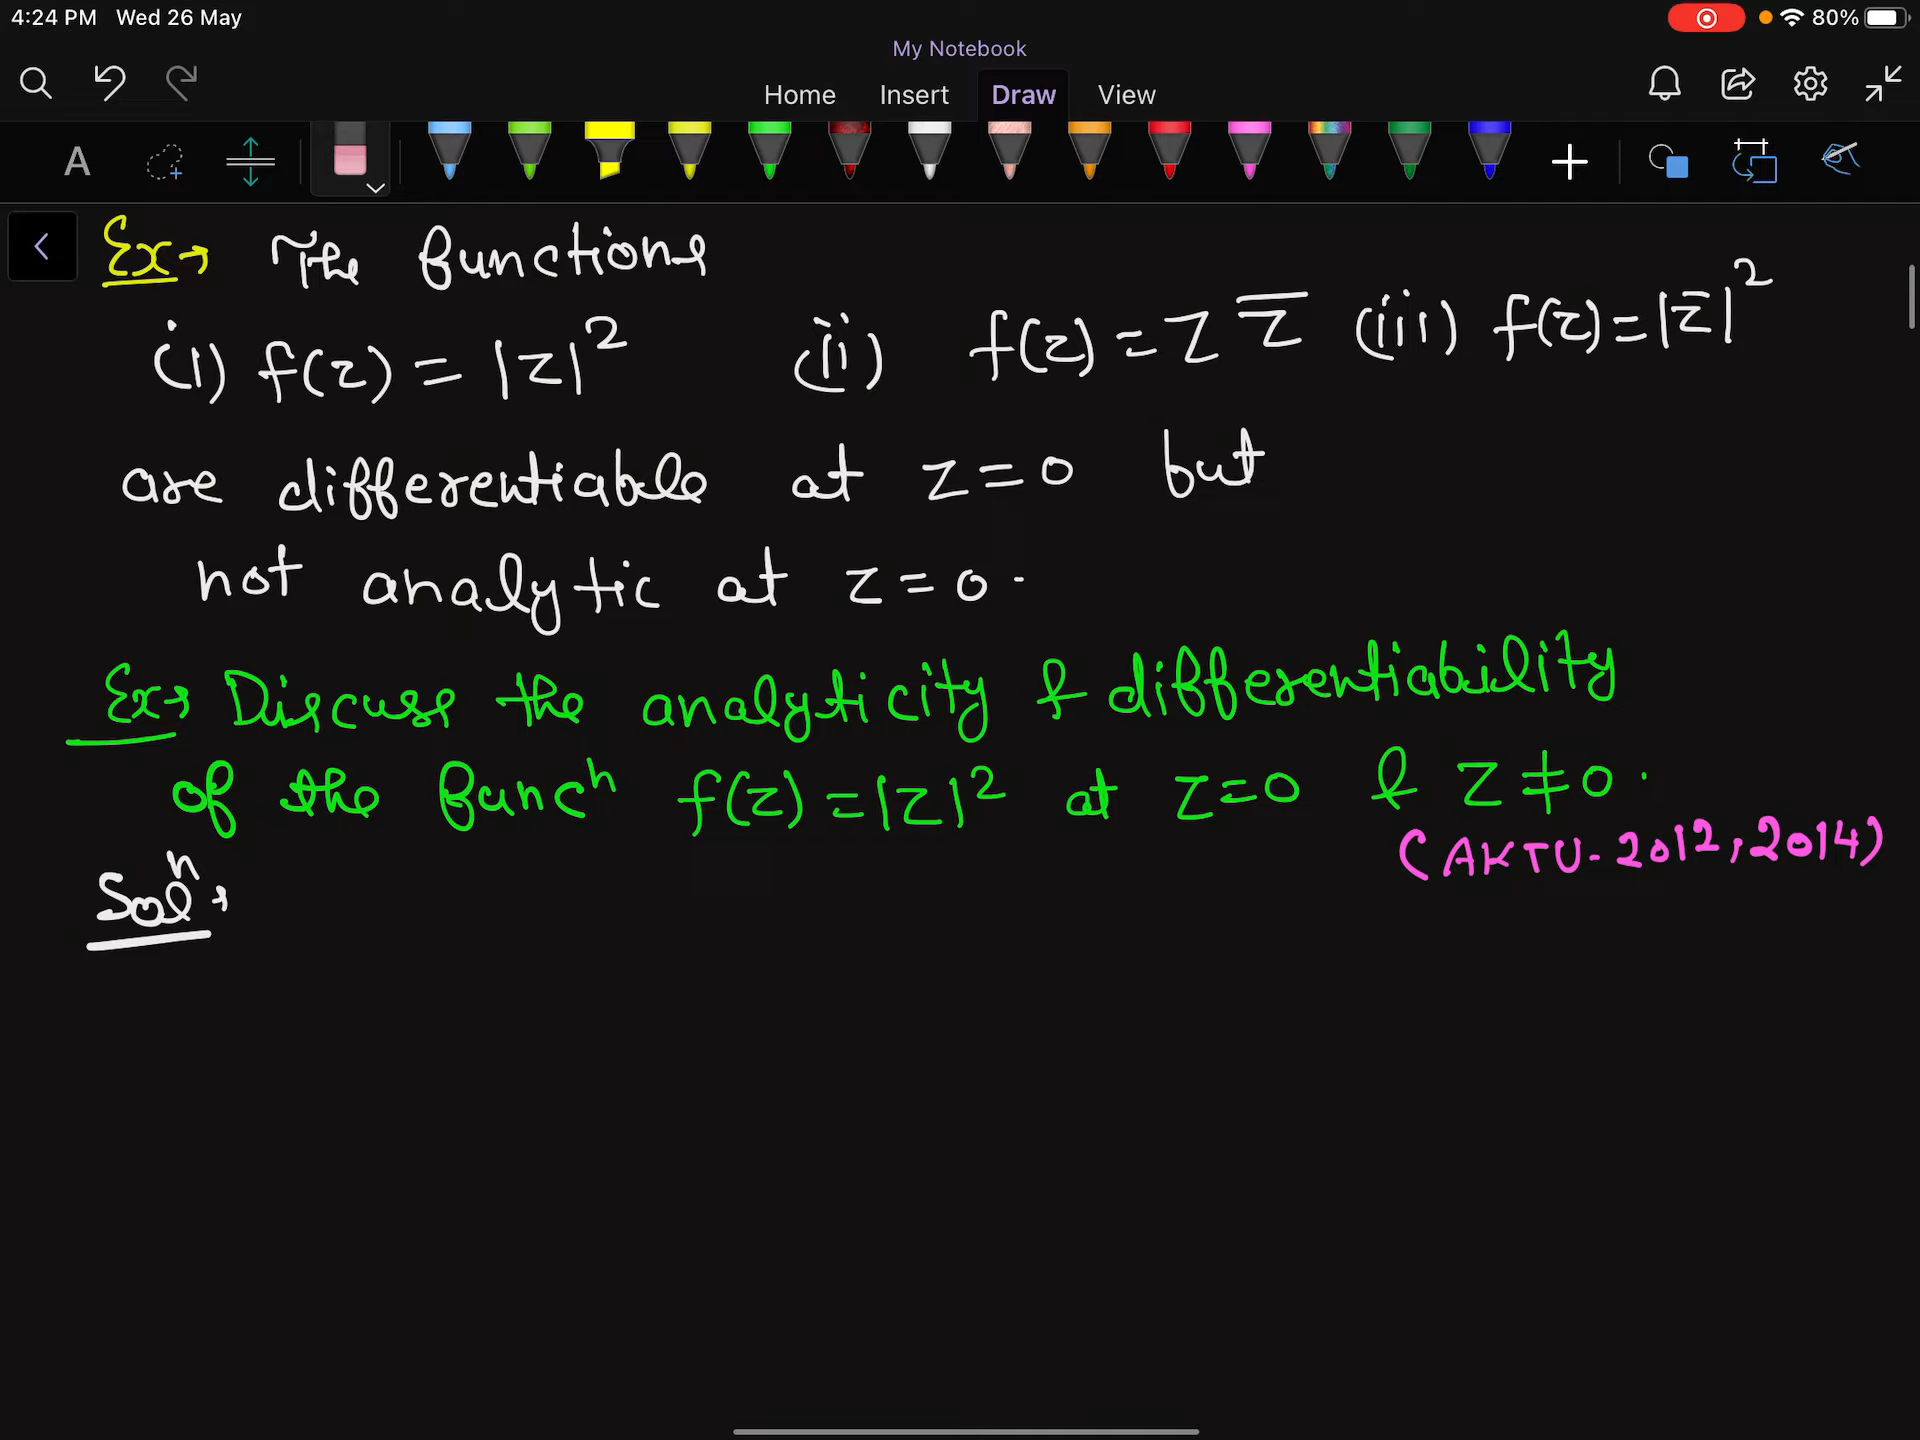 4:24 PM Wed 26 May
80%
My Notebook
Home Insert Draw View
A
Ex→ The functions
(i) f(z) = |z|² (ii) f(z) = z z̅ (iii) f(z) = |z̅|²
are differentiable at z = 0 but
not analytic at z = 0.
Ex→ Discuss the analyticity & differentiability
of the funcⁿ f(z) = |z|² at z = 0 & z ≠ 0.
(AKTU-2012, 2014)
Solⁿ→